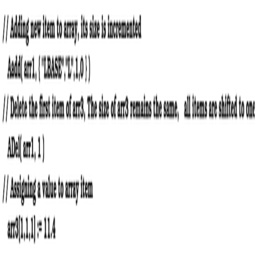 // Adding new item to array, its size is incremented
Aadd( arr1, { "LBASE","L",1,0 } )
// Delete the first item of arr3, The size of arr3 remains the same, all items are shifted to one
ADel( arr1, 1 )
// Assigning a value to array item
arr3[1,1,1] := 11.4